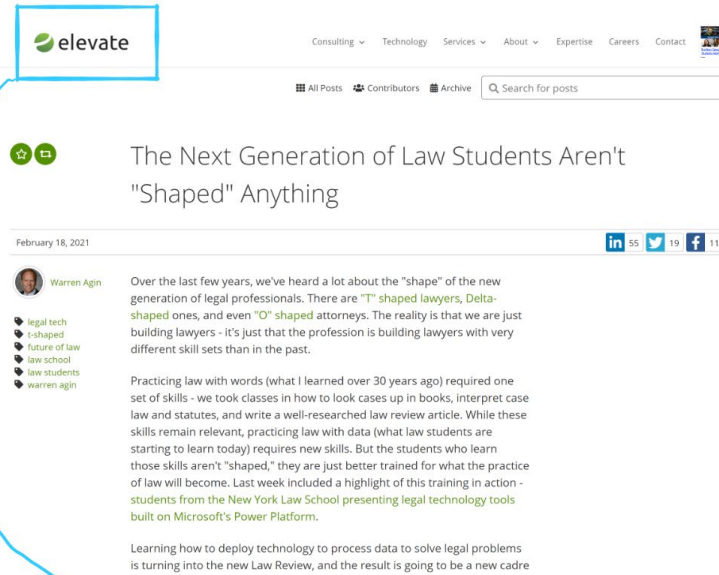 elevate
Consulting Technology Services About Expertise Careers Contact
All Posts Contributors Archive Search for posts
The Next Generation of Law Students Aren't
"Shaped" Anything
February 18, 2021
55 19 11
Warren Agin
legal tech
t-shaped
future of law
law school
law students
warren agin
Over the last few years, we've heard a lot about the "shape" of the new
generation of legal professionals. There are "T" shaped lawyers, Delta-
shaped ones, and even "O" shaped attorneys. The reality is that we are just
building lawyers - it's just that the profession is building lawyers with very
different skill sets than in the past.
Practicing law with words (what I learned over 30 years ago) required one
set of skills - we took classes in how to look cases up in books, interpret case
law and statutes, and write a well-researched law review article. While these
skills remain relevant, practicing law with data (what law students are
starting to learn today) requires new skills. But the students who learn
those skills aren't "shaped," they are just better trained for what the practice
of law will become. Last week included a highlight of this training in action -
students from the New York Law School presenting legal technology tools
built on Microsoft's Power Platform.
Learning how to deploy technology to process data to solve legal problems
is turning into the new Law Review, and the result is going to be a new cadre